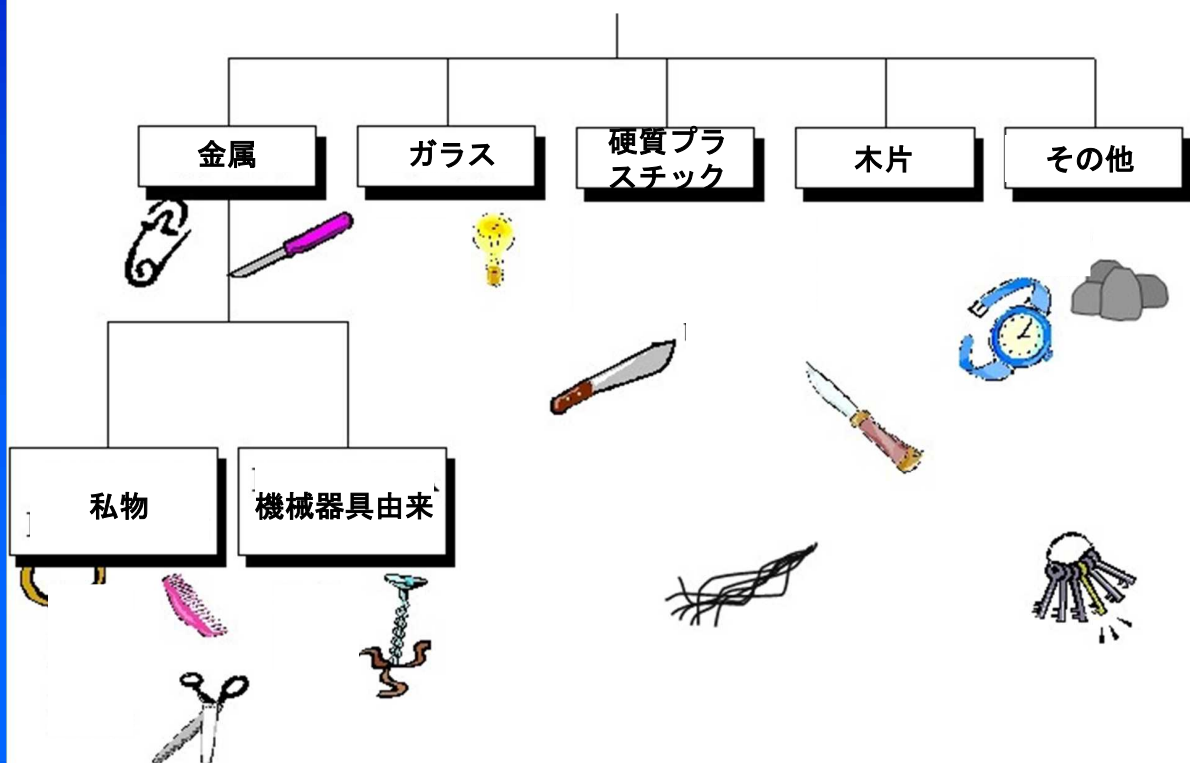 金属
ガラス
硬質プラ
スチック
木片
その他
私物
機械器具由来